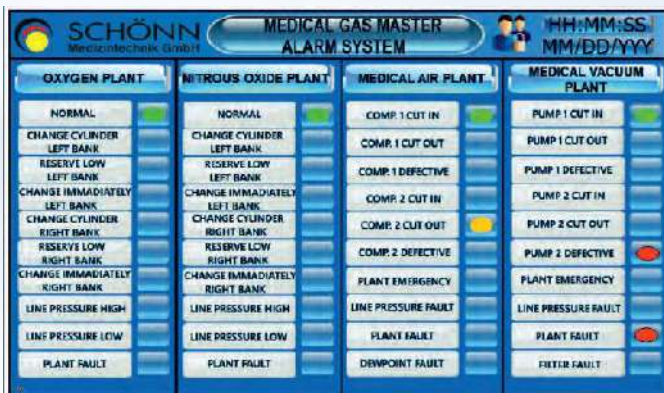 SCHÖNN
Medizintechnik GmbH
MEDICAL GAS MASTER
ALARM SYSTEM
HH:MM:SS
MM/DD/YYY
OXYGEN PLANT
NORMAL
CHANGE CYLINDER
LEFT BANK
RESERVE LOW
LEFT BANK
CHANGE IMMADIATELY
LEFT BANK
CHANGE CYLINDER
RIGHT BANK
RESERVE LOW
RIGHT BANK
CHANGE IMMADIATELY
RIGHT BANK
LINE PRESSURE HIGH
LINE PRESSURE LOW
PLANT FAULT
NITROUS OXIDE PLANT
NORMAL
CHANGE CYLINDER
LEFT BANK
RESERVE LOW
LEFT BANK
CHANGE IMMADIATELY
LEFT BANK
CHANGE CYLINDER
RIGHT BANK
RESERVE LOW
RIGHT BANK
CHANGE IMMADIATELY
RIGHT BANK
LINE PRESSURE HIGH
LINE PRESSURE LOW
PLANT FAULT
MEDICAL AIR PLANT
COMP. 1 CUT IN
COMP. 1 CUT OUT
COMP. 1 DEFECTIVE
COMP. 2 CUT IN
COMP. 2 CUT OUT
COMP. 2 DEFECTIVE
PLANT EMERGENCY
LINE PRESSURE FAULT
PLANT FAULT
DEWPOINT FAULT
MEDICAL VACUUM
PLANT
PUMP 1 CUT IN
PUMP 1 CUT OUT
PUMP 1 DEFECTIVE
PUMP 2 CUT IN
PUMP 2 CUT OUT
PUMP 2 DEFECTIVE
PLANT EMERGENCY
LINE PRESSURE FAULT
PLANT FAULT
FILTER FAULT